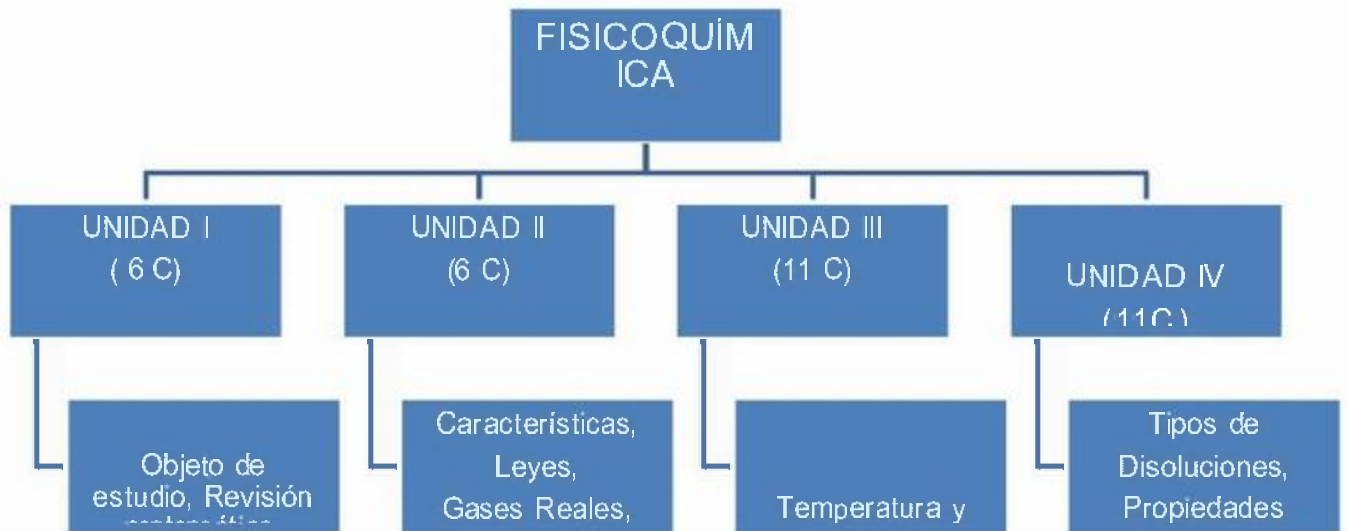 FISICOQUÍM
ICA
UNIDAD I
( 6 C)
UNIDAD II
(6 C)
UNIDAD III
(11 C)
UNIDAD IV
(11C)
Objeto de
estudio, Revisión
Características,
Leyes,
Gases Reales,
Temperatura y
Tipos de
Disoluciones,
Propiedades